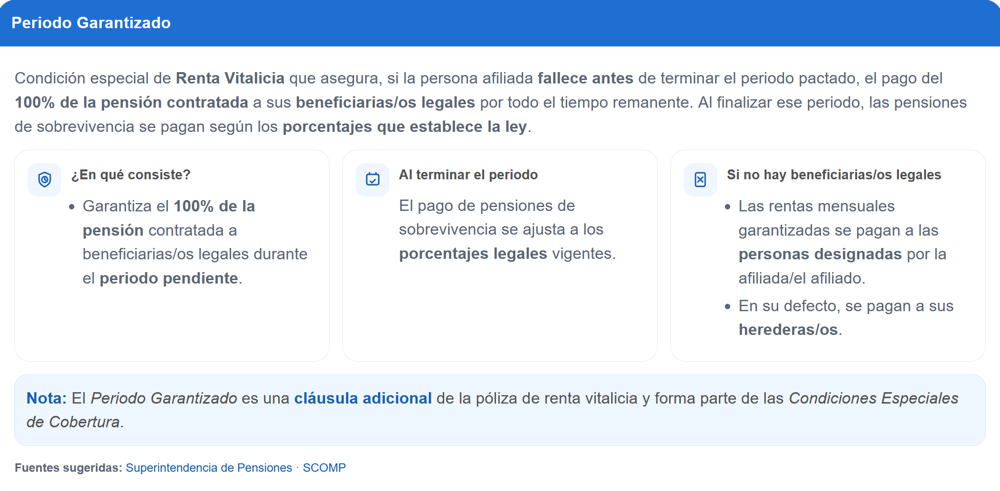 Periodo Garantizado
Condición especial de Renta Vitalicia que asegura, si la persona afiliada fallece antes de terminar el periodo pactado, el pago del
100% de la pensión contratada a sus beneficiarias/os legales por todo el tiempo remanente. Al finalizar ese periodo, las pensiones
de sobrevivencia se pagan según los porcentajes que establece la ley.
¿En qué consiste?
• Garantiza el 100% de la
pensión contratada a
beneficiarias/os legales durante
el periodo pendiente.
Al terminar el periodo
El pago de pensiones de
sobrevivencia se ajusta a los
porcentajes legales vigentes.
Si no hay beneficiarias/os legales
• Las rentas mensuales
garantizadas se pagan a las
personas designadas por la
afiliada/el afiliado.
• En su defecto, se pagan a sus
herederas/os.
Nota: El Periodo Garantizado es una cláusula adicional de la póliza de renta vitalicia y forma parte de las Condiciones Especiales
de Cobertura.
Fuentes sugeridas: Superintendencia de Pensiones · SCOMP